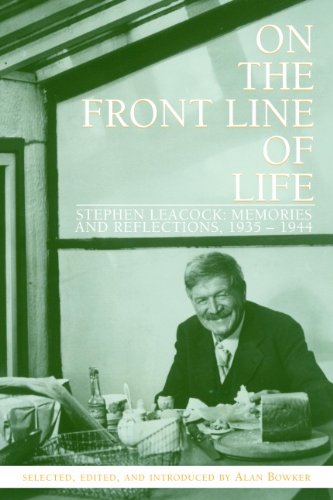 ON
THE
FRONT LINE
OF
LIFE
STEPHEN LEACOCK: MEMORIES
AND REFLECTIONS, 1935 – 1944
SELECTED, EDITED, AND INTRODUCED BY ALAN BOWKER